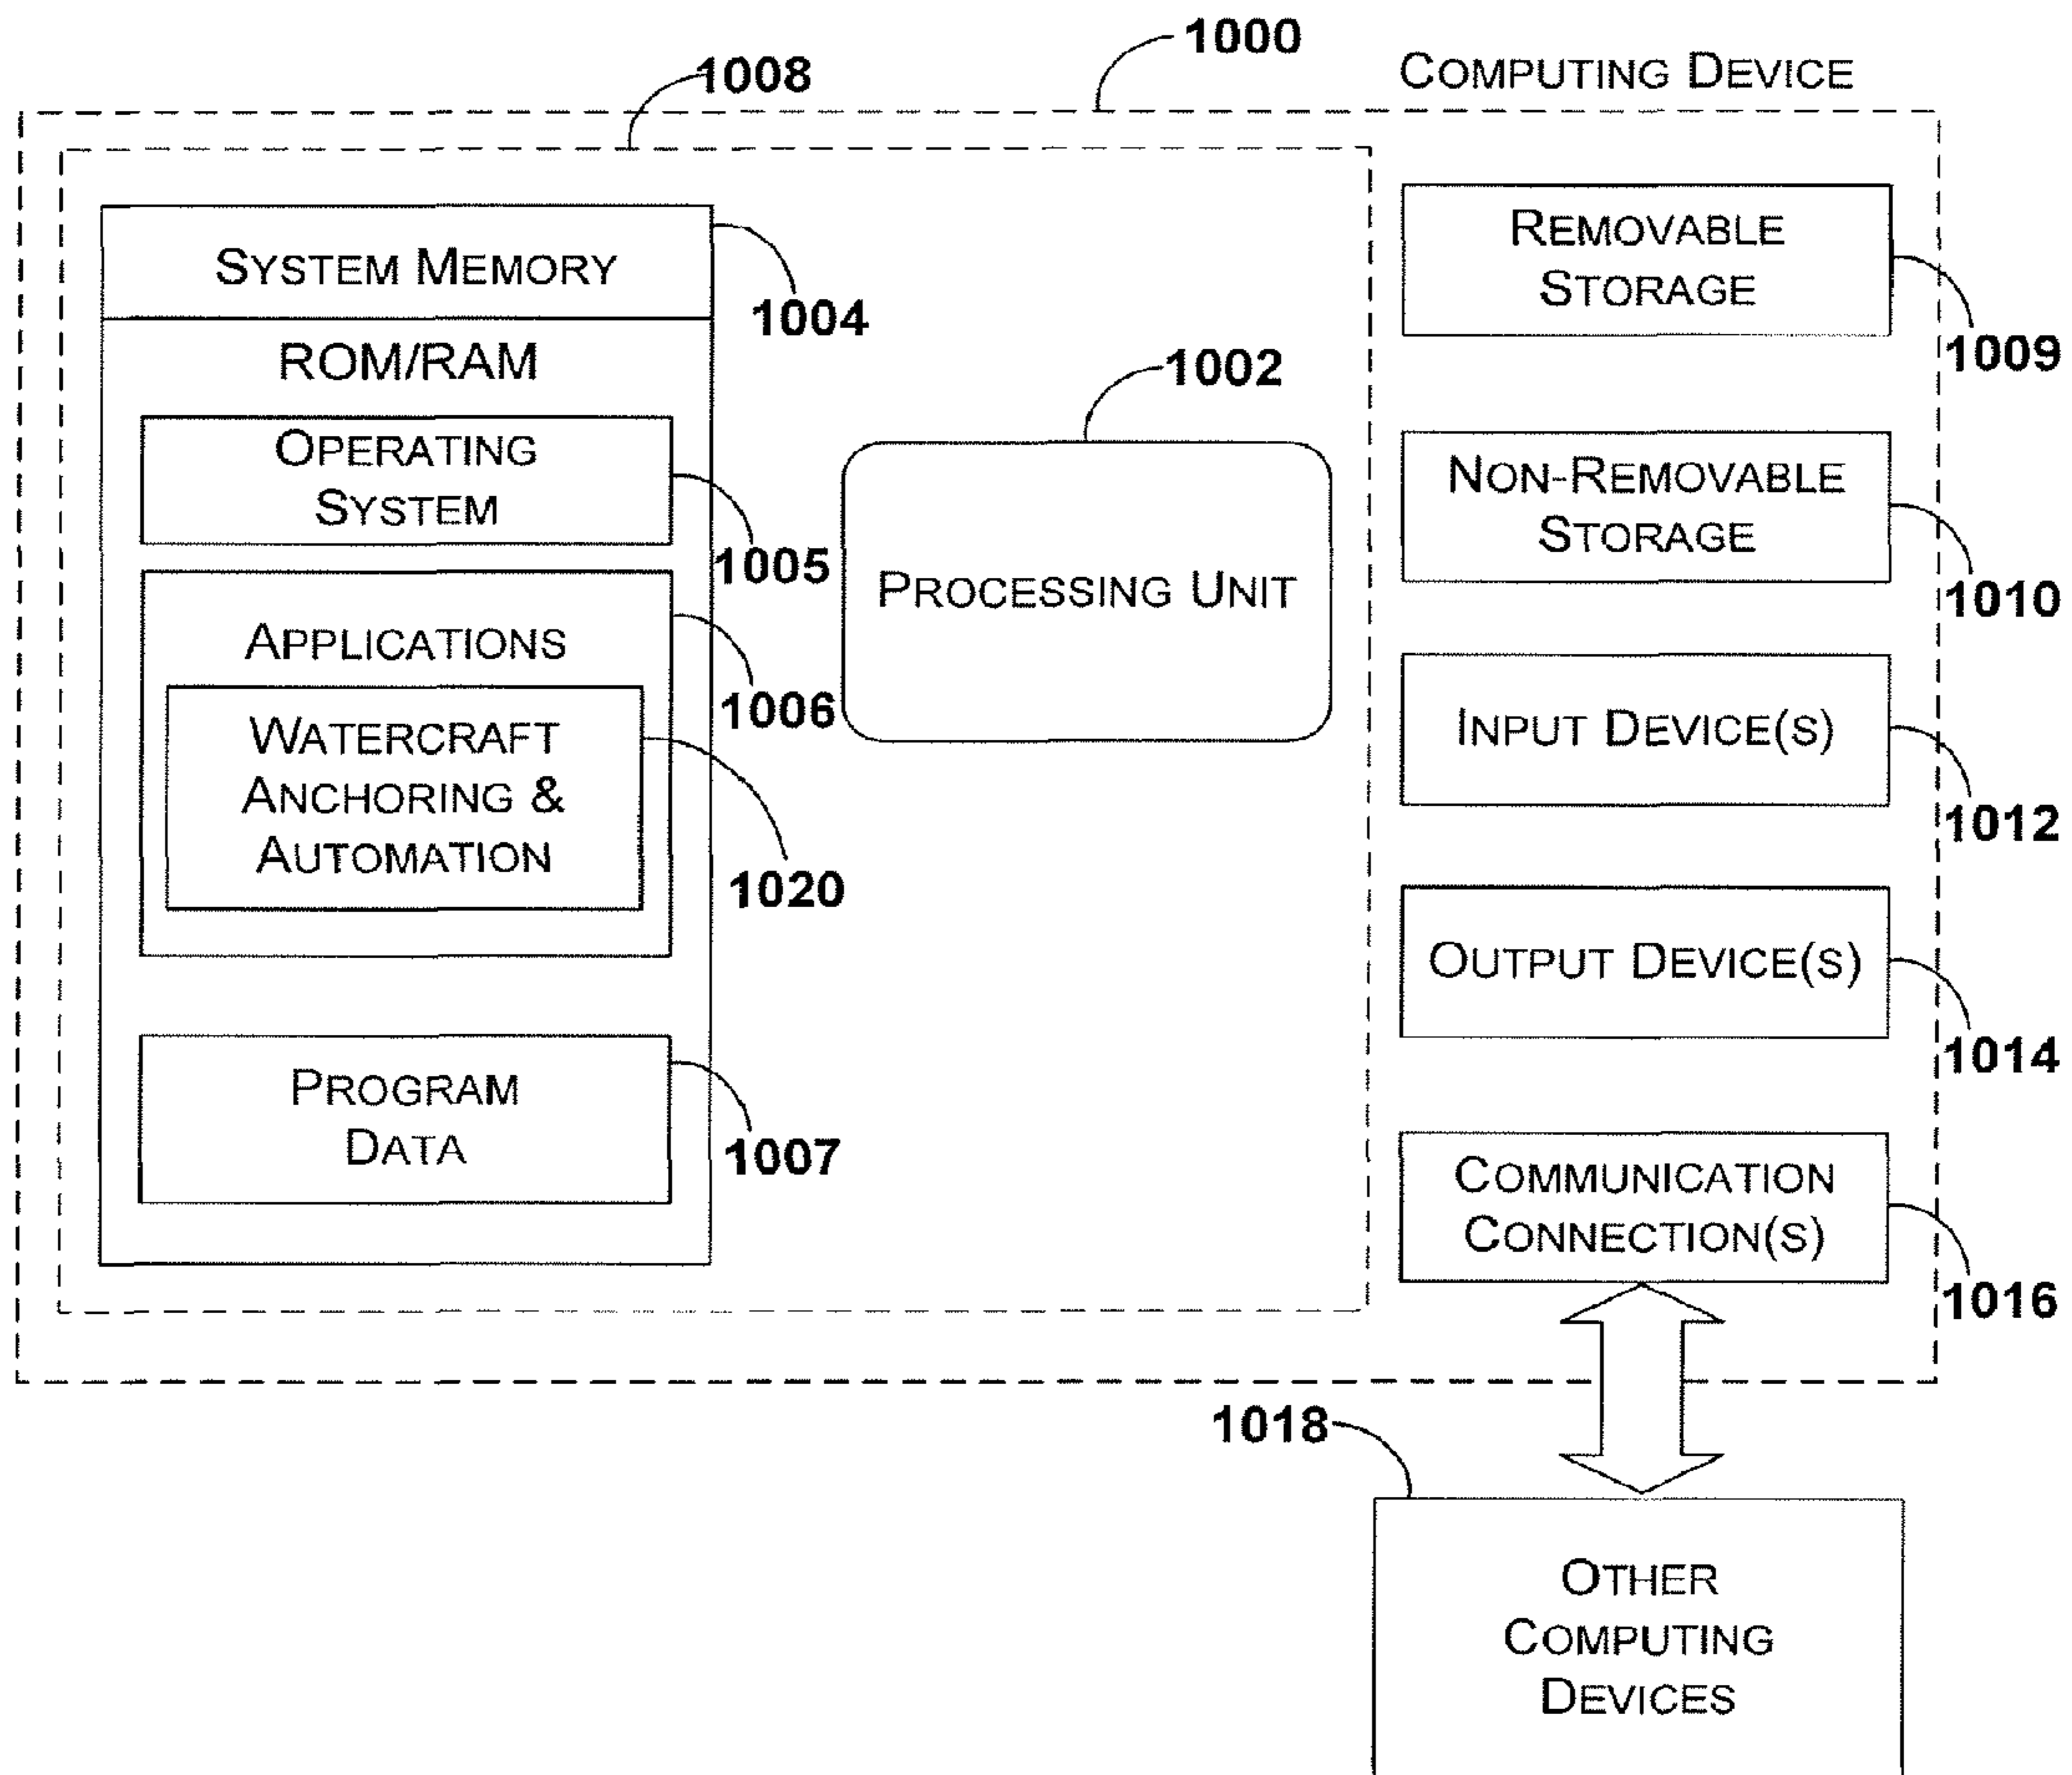 1000
COMPUTING DEVICE
1008
SYSTEM MEMORY
1004
ROM/RAM
OPERATING
SYSTEM
1005
APPLICATIONS
1006
WATERCRAFT
ANCHORING &
AUTOMATION
1020
PROGRAM
DATA
1007
1002
PROCESSING UNIT
REMOVABLE
STORAGE
1009
NON-REMOVABLE
STORAGE
1010
INPUT DEVICE(S)
1012
OUTPUT DEVICE(S)
1014
COMMUNICATION
CONNECTION(S)
1016
1018
OTHER
COMPUTING
DEVICES